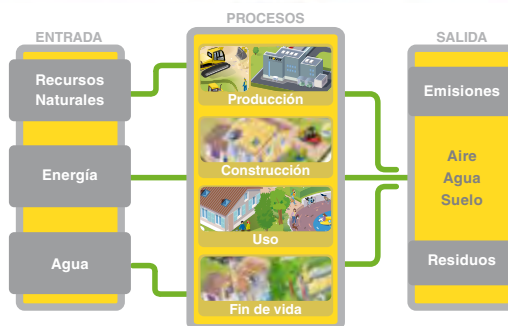 ENTRADA
Recursos
Naturales
Energía
Agua
PROCESOS
Producción
Construcción
Uso
Fin de vida
SALIDA
Emisiones
Aire
Agua
Suelo
Residuos